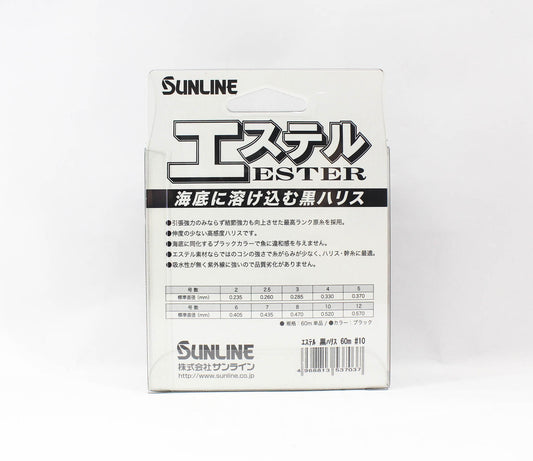 SUNLINE
エステル
ESTER
海底に溶け込む黒ハリス
●引張強力のみならず結節強力も向上させた最高ランク原糸を採用。
●伸度の少ない高感度ハリスです。
●海底に同化するブラックカラーで魚に違和感を与えません。
●エステル素材ならではのコシの強さで糸がらみが少なく、ハリス・幹糸に最適。
●吸水性が無く紫外線に強いので品質劣化がありません。
号数 2 2.5 3 4 5
標準直径(mm) 0.235 0.260 0.285 0.330 0.370
号数 6 7 8 10 12
標準直径(mm) 0.405 0.435 0.470 0.520 0.570
●規格:60m単品/●カラー:ブラック
SUNLINE
株式会社サンライン
http://www.sunline.co.jp
エステル 黒ハリス 60m #10
4 968813 537037